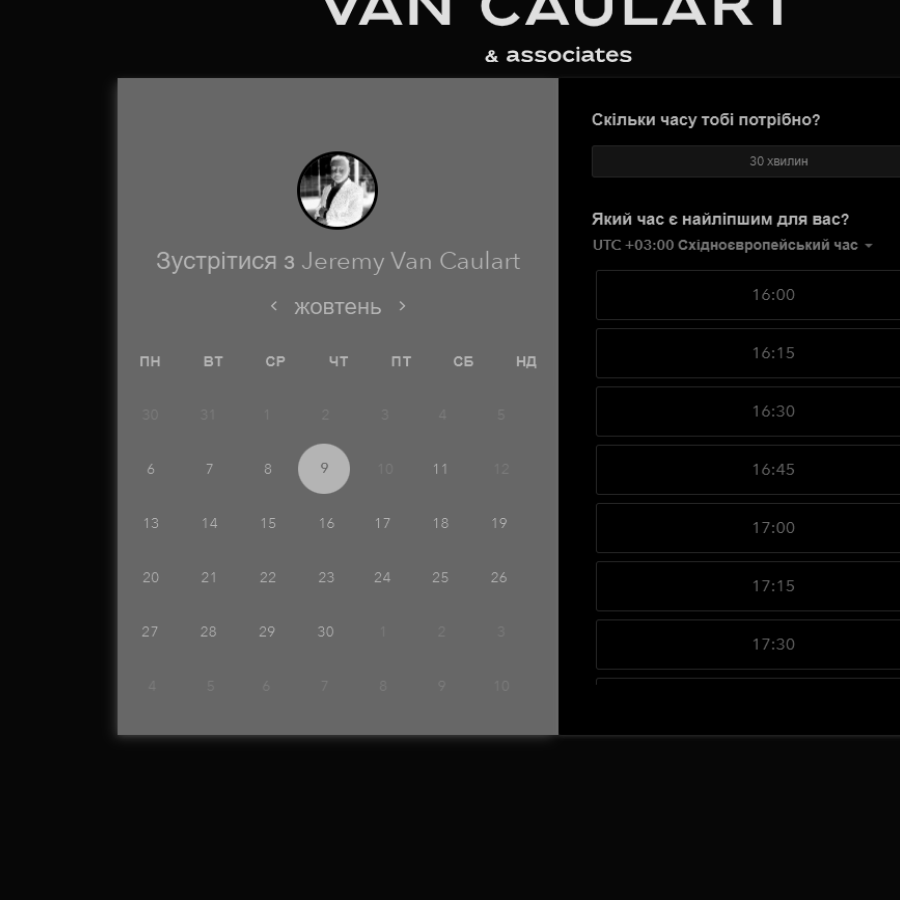 VAN CAULART
& associates
Зустрітися з Jeremy Van Caulart
< жовтень >
ПН ВТ СР ЧТ ПТ СБ НД
30 31 1 2 3 4 5
6 7 8 9 10 11 12
13 14 15 16 17 18 19
20 21 22 23 24 25 26
27 28 29 30 1 2 3
4 5 6 7 8 9 10
Скільки часу тобі потрібно?
30 хвилин
Який час є найліпшим для вас?
UTC +03:00 Східноєвропейський час
16:00
16:15
16:30
16:45
17:00
17:15
17:30